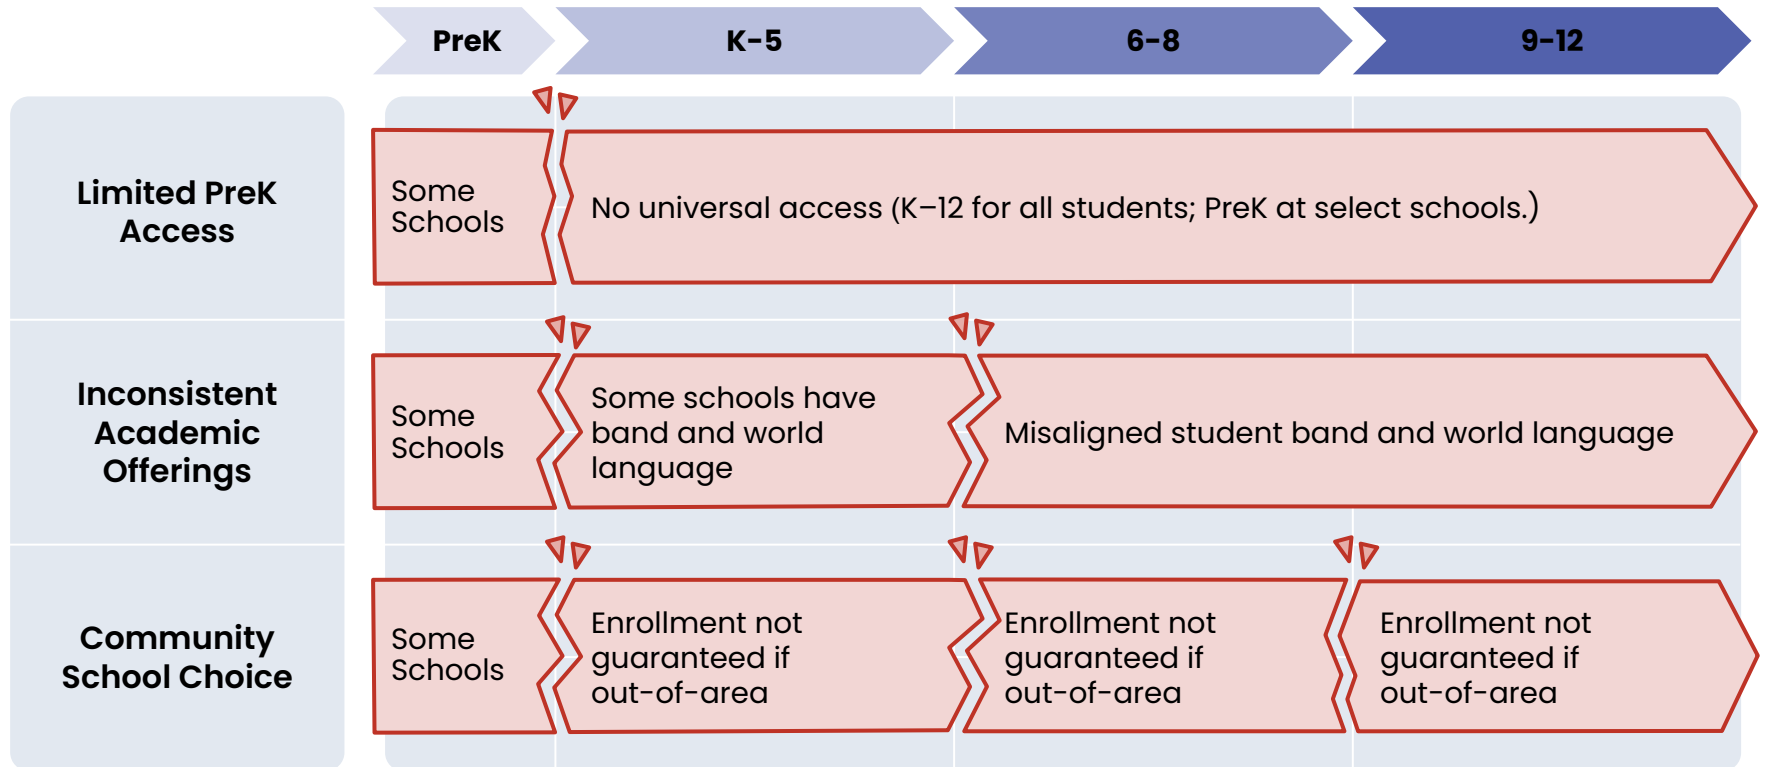 PreK
K–5
6–8
9–12
Limited PreK
Access
Some
Schools
No universal access (K–12 for all students; PreK at select schools.)
Inconsistent
Academic
Offerings
Some
Schools
Some schools have
band and world
language
Misaligned student band and world language
Community
School Choice
Some
Schools
Enrollment not
guaranteed if
out-of-area
Enrollment not
guaranteed if
out-of-area
Enrollment not
guaranteed if
out-of-area